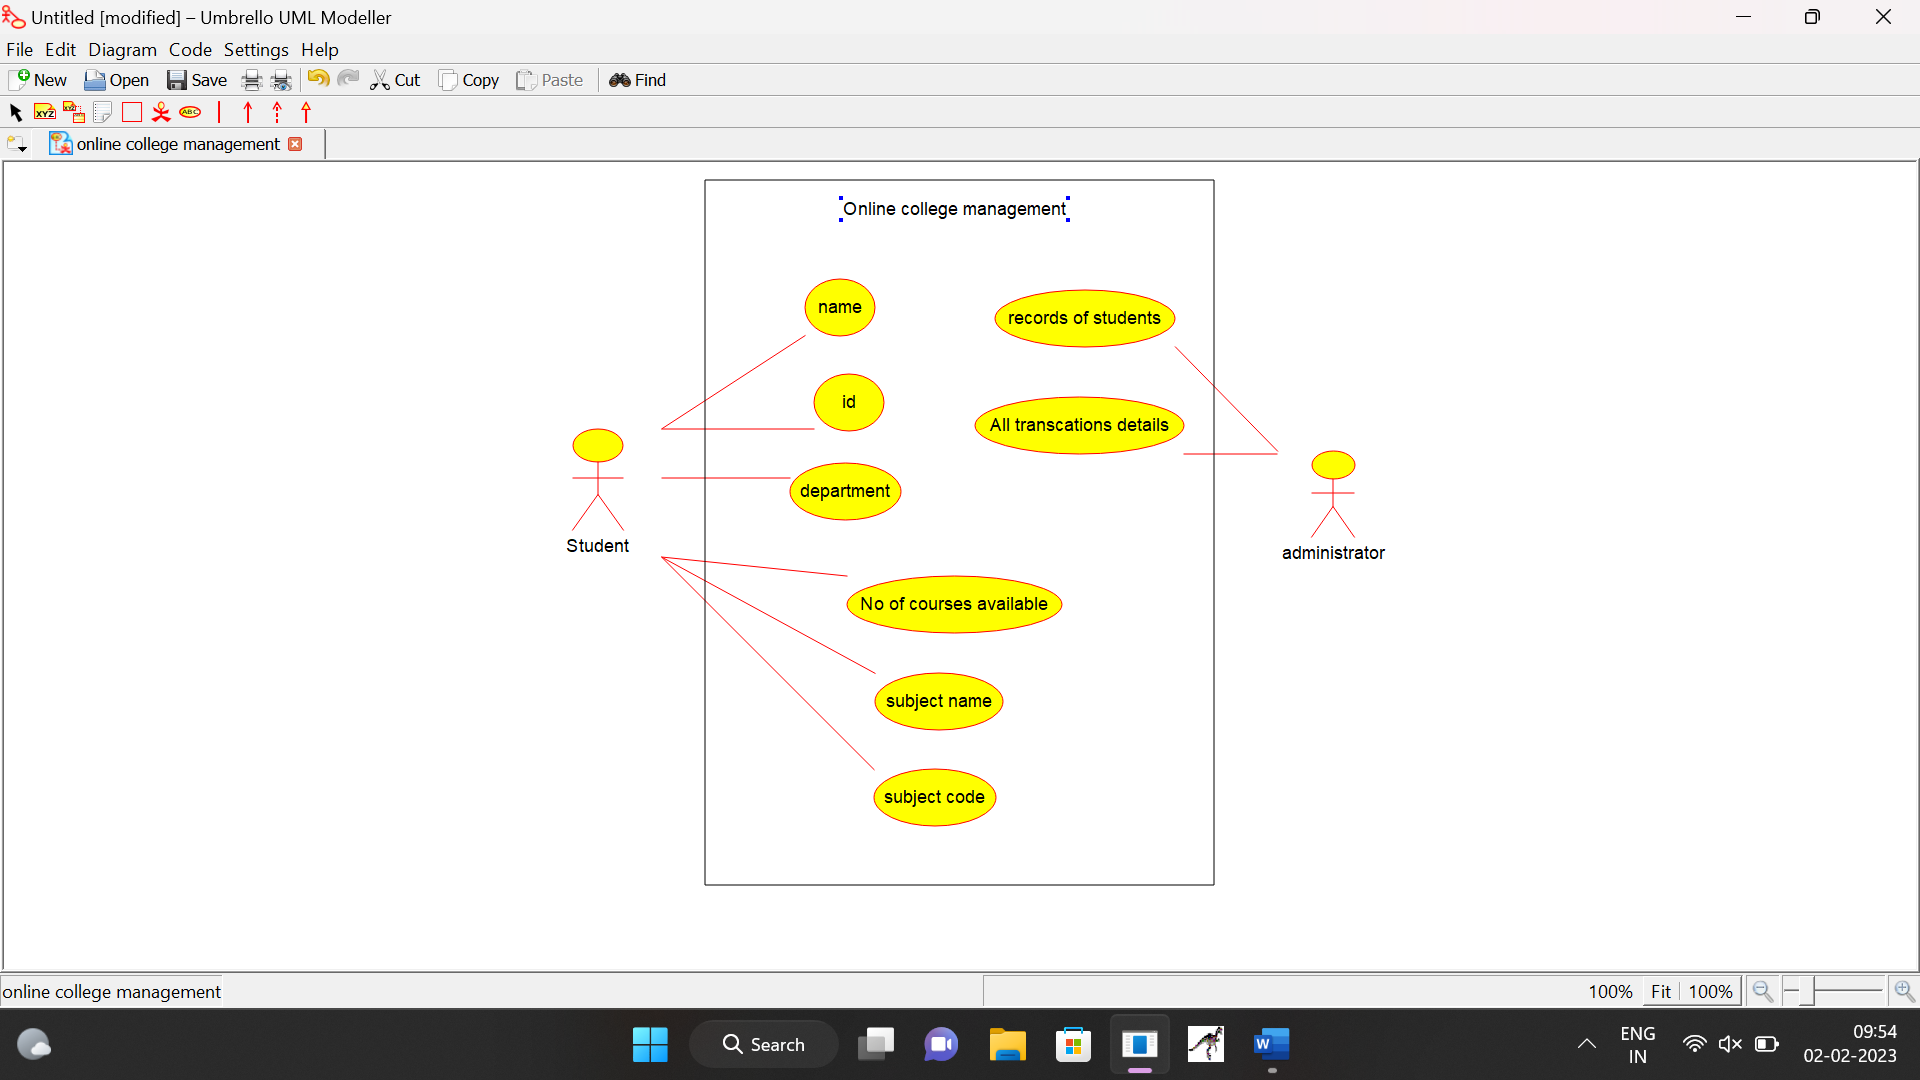 Untitled [modified] – Umbrello UML Modeller
File Edit Diagram Code Settings Help
New Open Save Cut Copy Paste Find
XYZ XYZ ABC
online college management
Online college management
name
records of students
id
All transcations details
department
Student
administrator
No of courses available
subject name
subject code
online college management
100% Fit 100%
Search
W
ENG
IN
09:54
02-02-2023